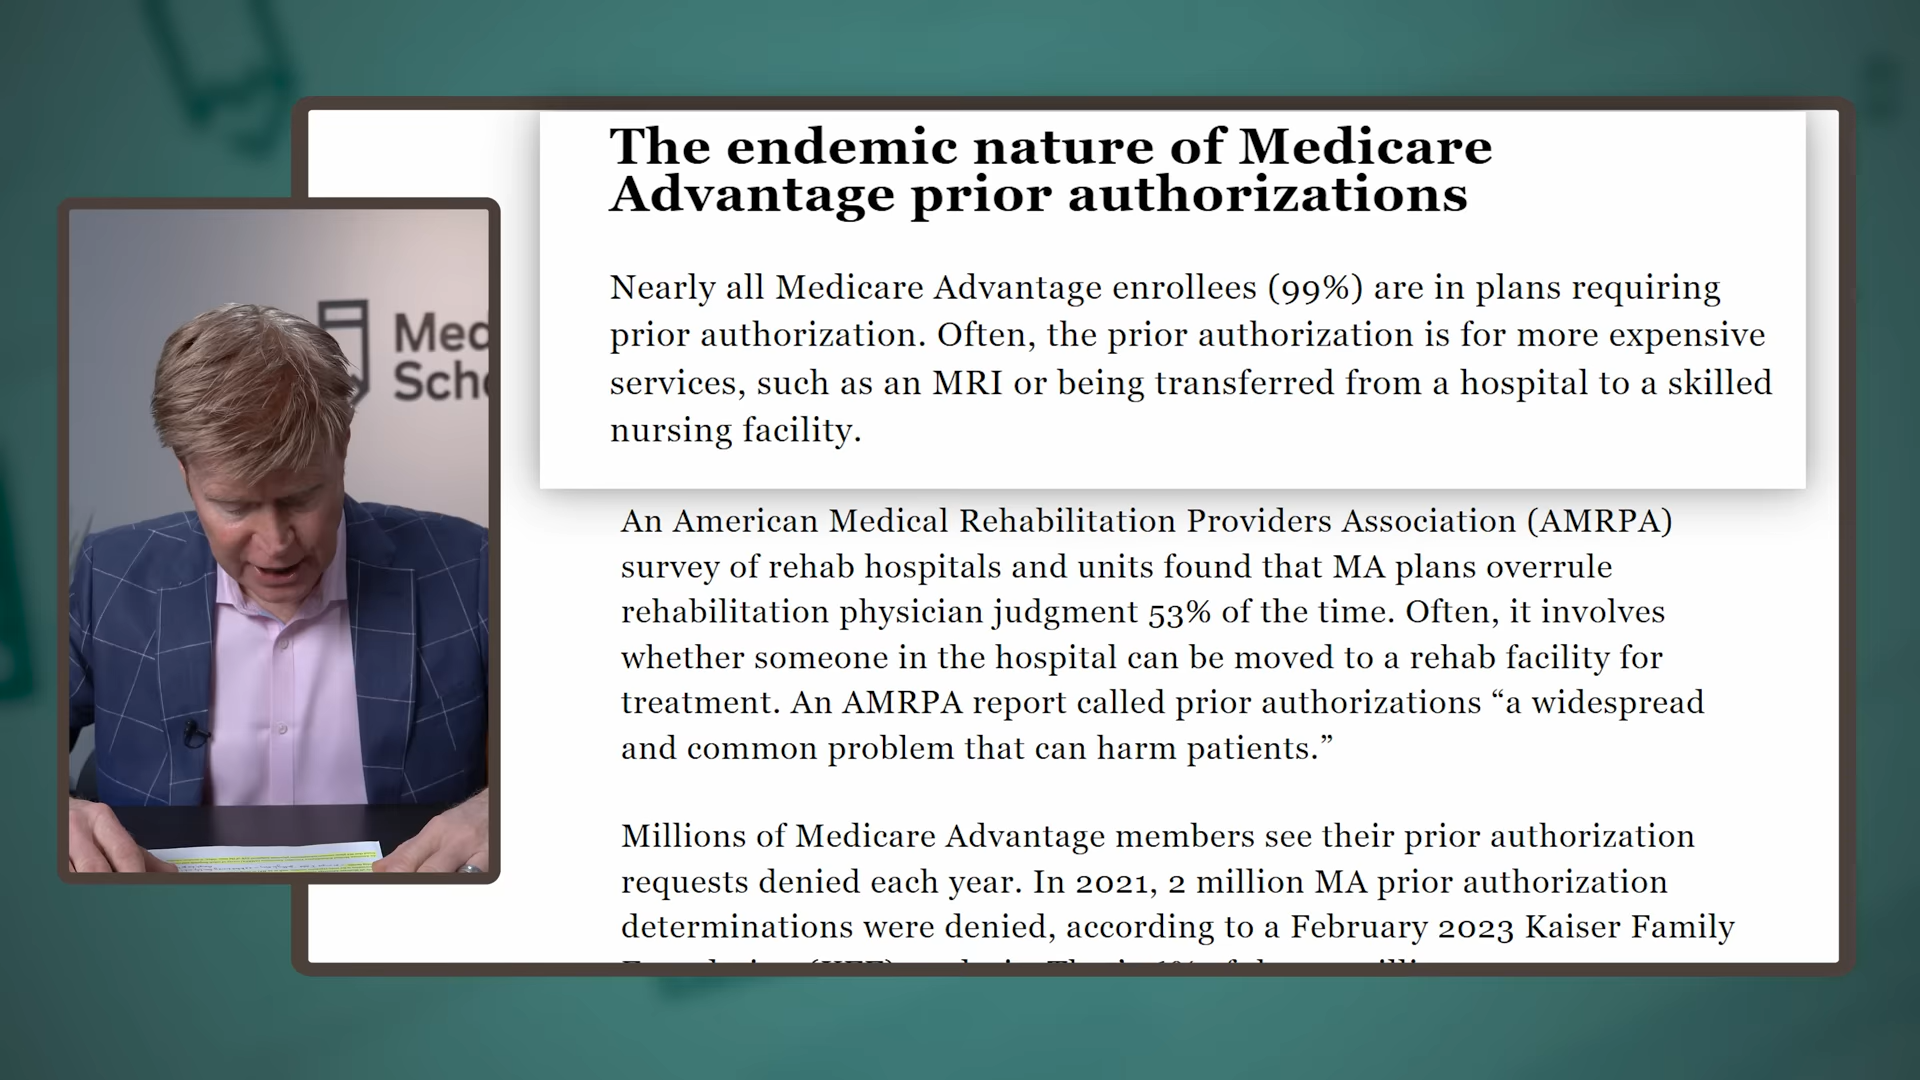 The endemic nature of Medicare
Advantage prior authorizations
Nearly all Medicare Advantage enrollees (99%) are in plans requiring
prior authorization. Often, the prior authorization is for more expensive
services, such as an MRI or being transferred from a hospital to a skilled
nursing facility.
An American Medical Rehabilitation Providers Association (AMRPA)
survey of rehab hospitals and units found that MA plans overrule
rehabilitation physician judgment 53% of the time. Often, it involves
whether someone in the hospital can be moved to a rehab facility for
treatment. An AMRPA report called prior authorizations “a widespread
and common problem that can harm patients.”
Millions of Medicare Advantage members see their prior authorization
requests denied each year. In 2021, 2 million MA prior authorization
determinations were denied, according to a February 2023 Kaiser Family
Med
Sch